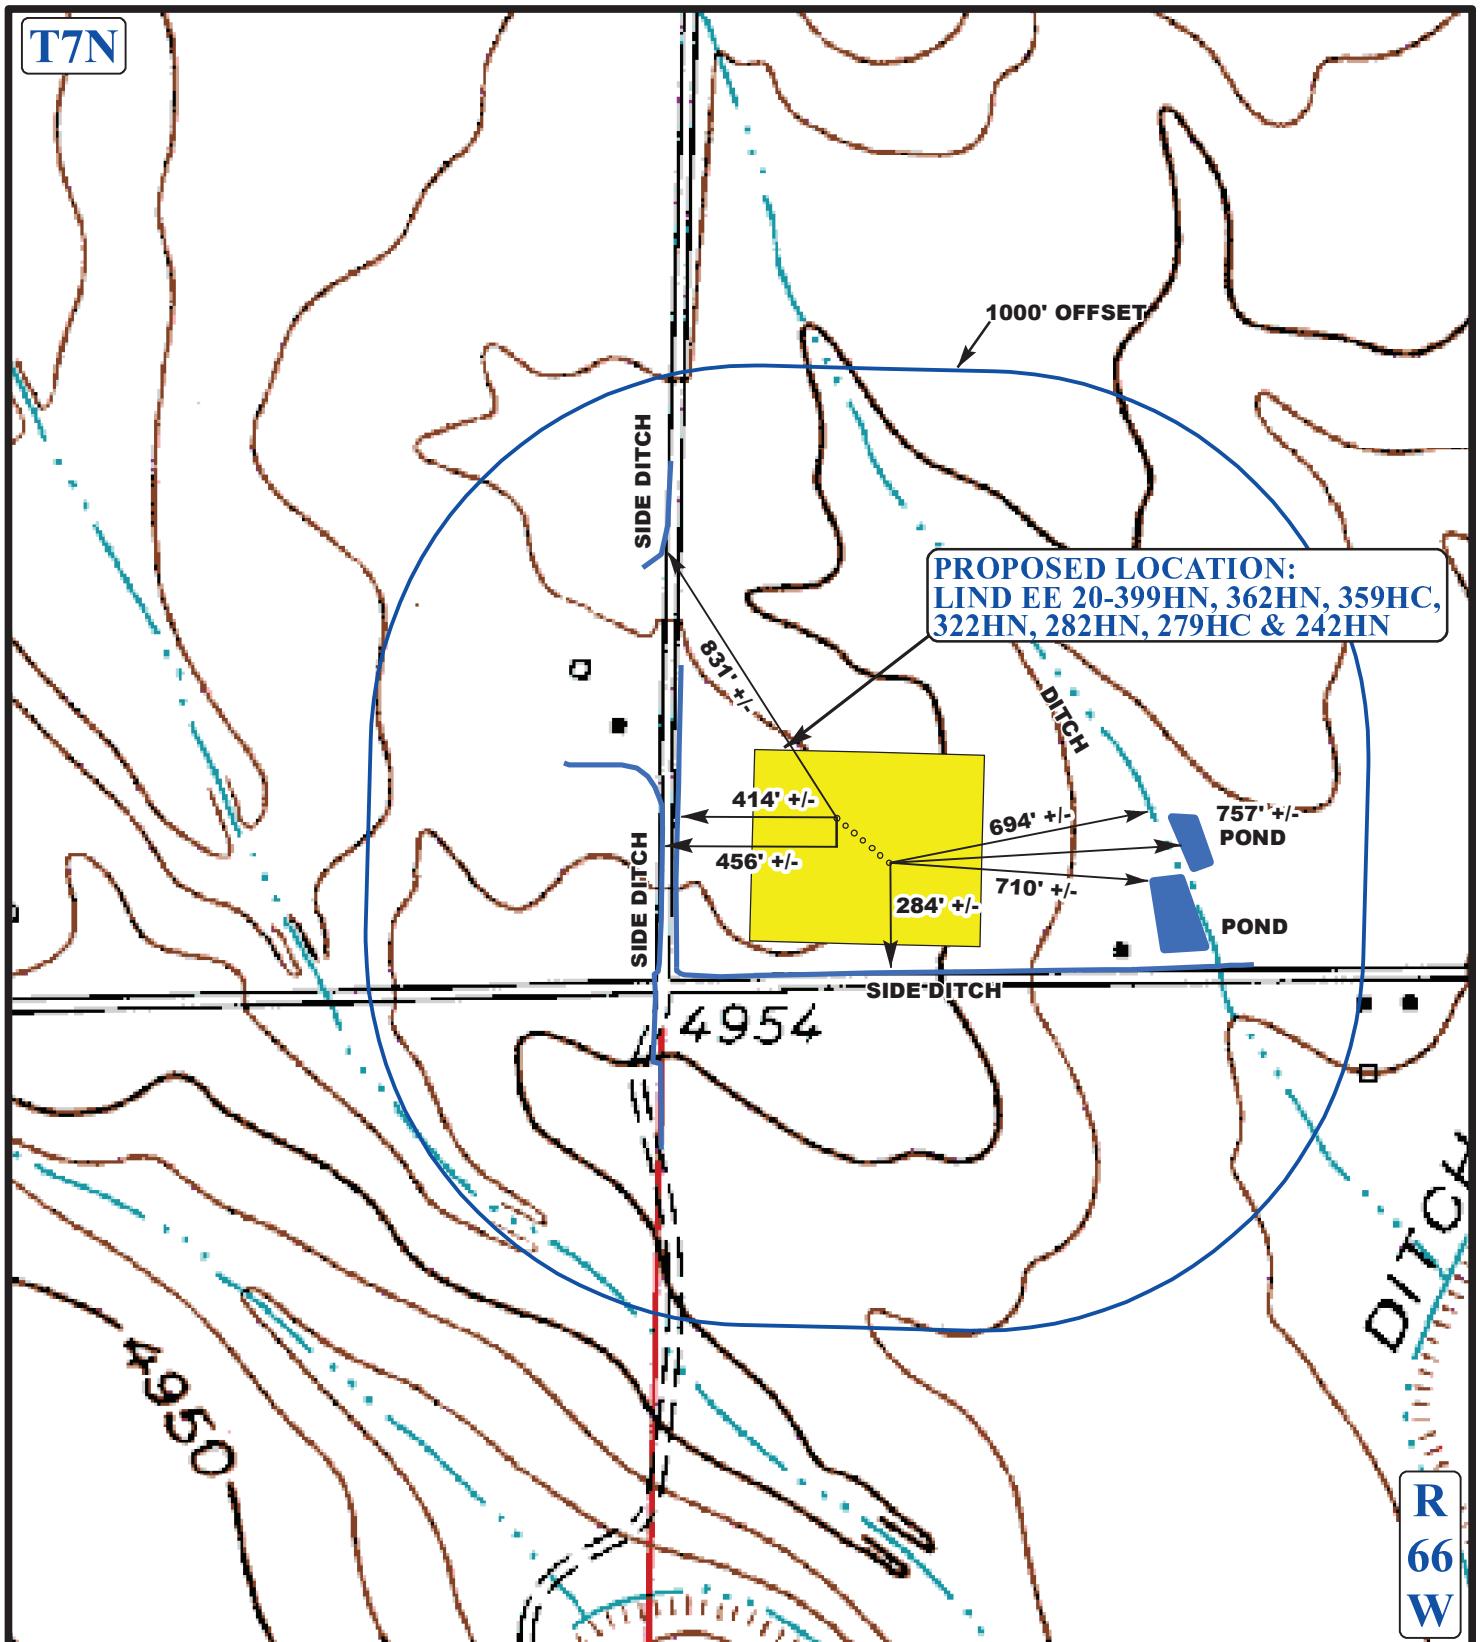 T7N
1000' OFFSET
SIDE DITCH
PROPOSED LOCATION:
LIND EE 20-399HN, 362HN, 359HC,
322HN, 282HN, 279HC & 242HN
831' +/-
DITCH
414' +/-
694' +/-
757' +/-
POND
456' +/-
710' +/-
SIDE DITCH
284' +/-
POND
SIDE DITCH
4954
DITCH
4950
R
66
W